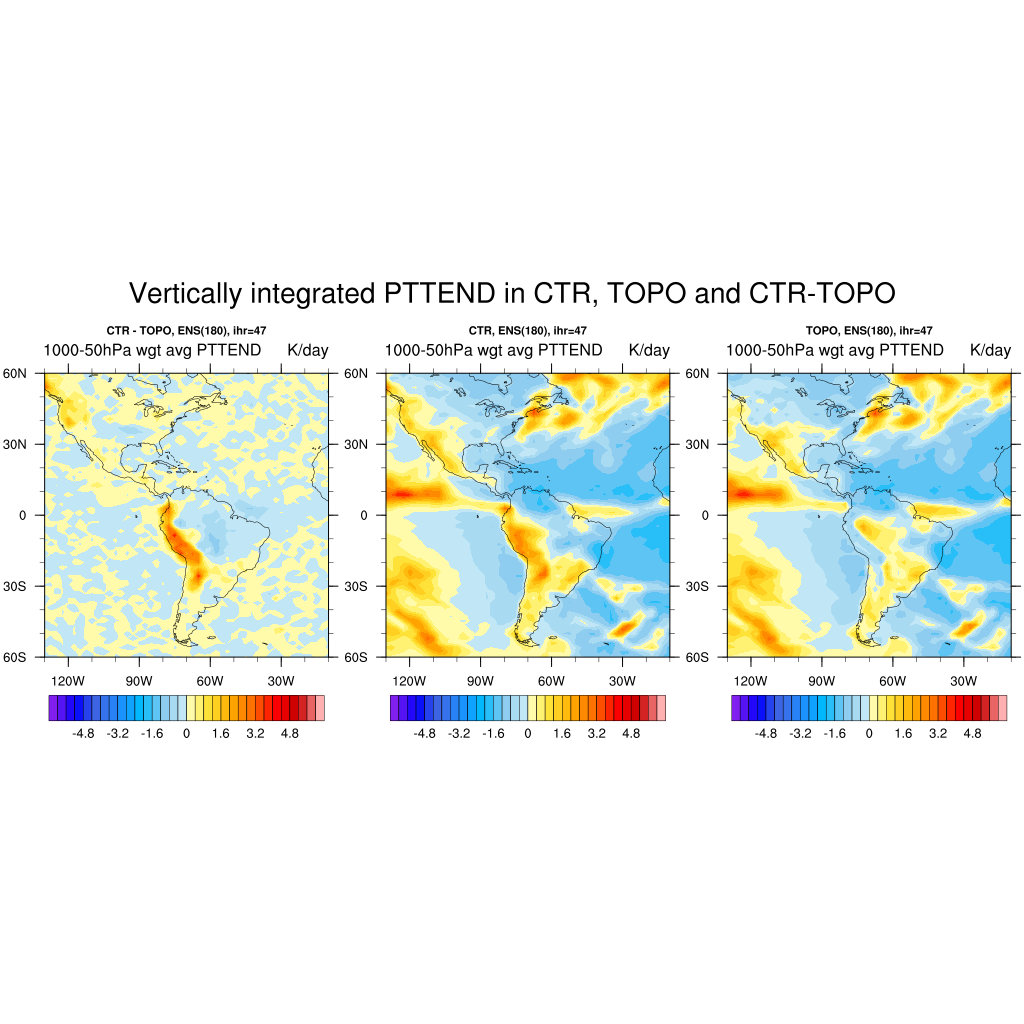 Vertically integrated PTTEND in CTR, TOPO and CTR-TOPO
CTR - TOPO, ENS(180), ihr=47
1000-50hPa wgt avg PTTEND K/day
60N
30N
0
30S
60S
120W 90W 60W 30W
-4.8 -3.2 -1.6 0 1.6 3.2 4.8
CTR, ENS(180), ihr=47
1000-50hPa wgt avg PTTEND K/day
60N
30N
0
30S
60S
120W 90W 60W 30W
-4.8 -3.2 -1.6 0 1.6 3.2 4.8
TOPO, ENS(180), ihr=47
1000-50hPa wgt avg PTTEND K/day
60N
30N
0
30S
60S
120W 90W 60W 30W
-4.8 -3.2 -1.6 0 1.6 3.2 4.8